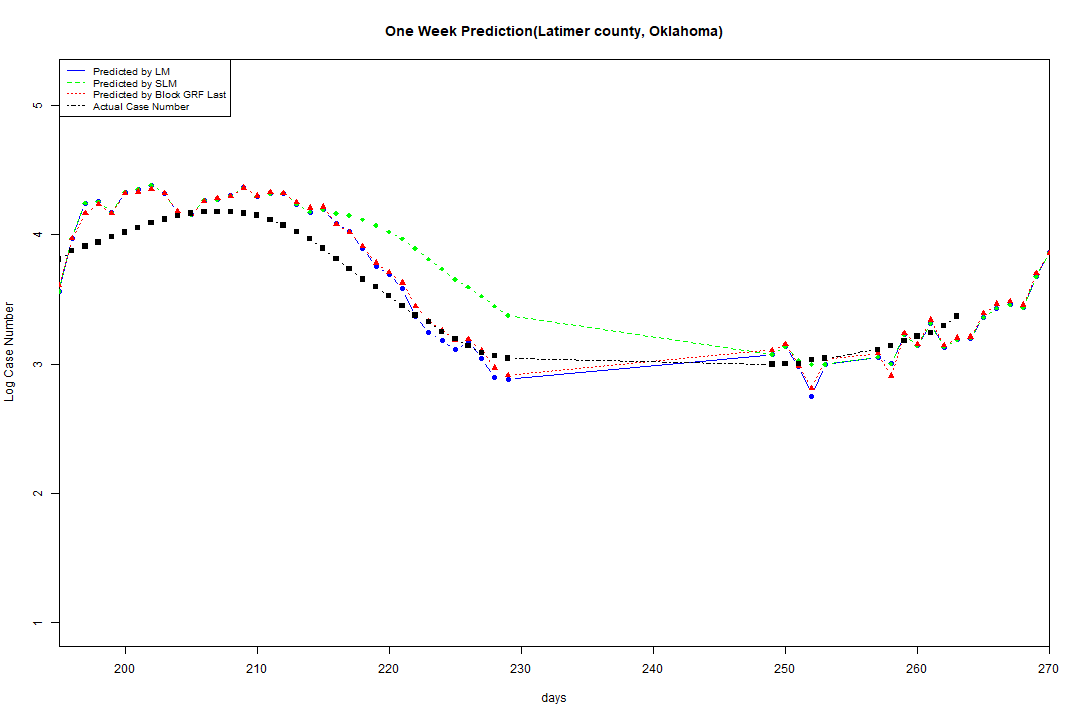 One Week Prediction(Latimer county, Oklahoma)
Predicted by LM
Predicted by SLM
Predicted by Block GRF Last
Actual Case Number
5
4
3
2
1
Log Case Number
200 210 220 230 240 250 260 270
days